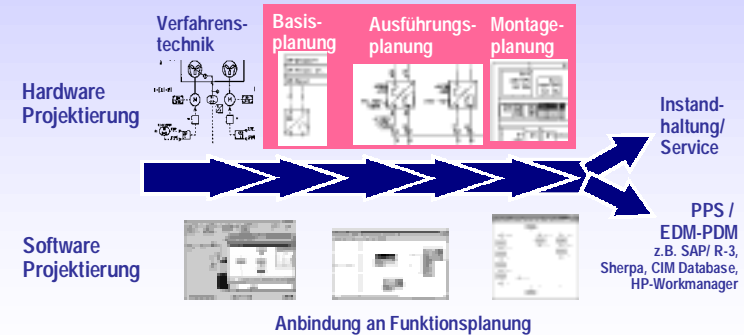 Verfahrens-
technik
Basis-
planung
Ausführungs-
planung
Montage-
planung
Hardware
Projektierung
Instand-
haltung/
Service
PPS /
EDM-PDM
z.B. SAP/ R-3,
Sherpa, CIM Database,
HP-Workmanager
Software
Projektierung
Anbindung an Funktionsplanung